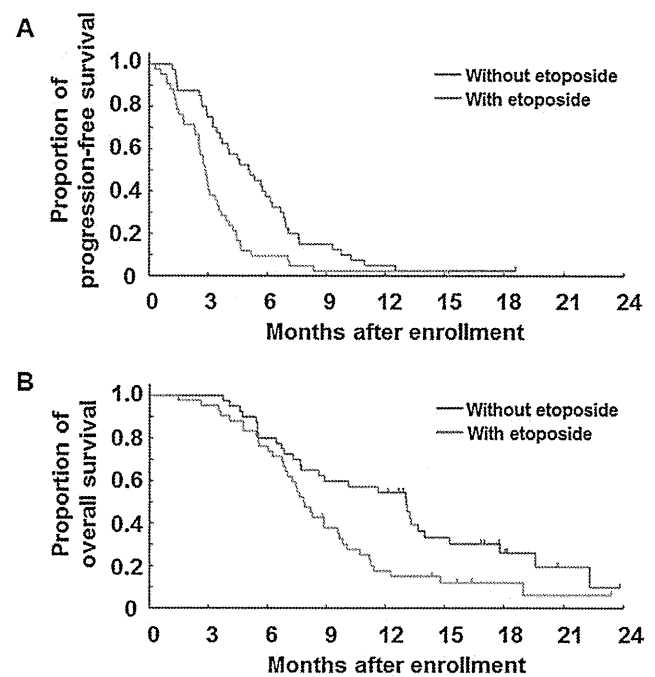 A
Proportion of
progression-free survival
1.0
0.8
0.6
0.4
0.2
0
Without etoposide
With etoposide
0 3 6 9 12 15 18 21 24
Months after enrollment
B
Proportion of
overall survival
1.0
0.8
0.6
0.4
0.2
0
Without etoposide
With etoposide
0 3 6 9 12 15 18 21 24
Months after enrollment